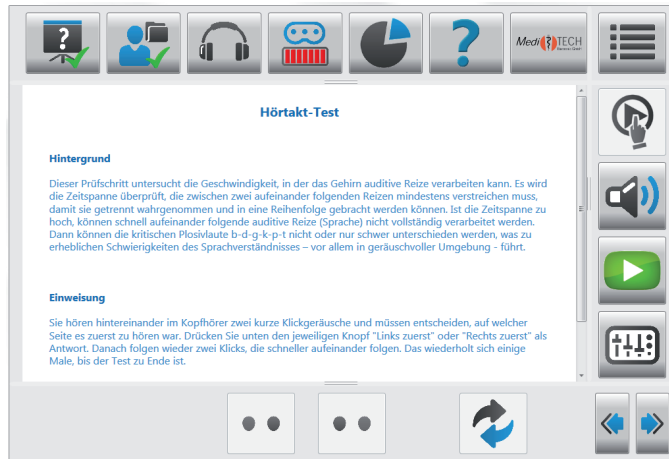 ?
?
MediTECH
Hörtakt-Test
Hintergrund
Dieser Prüfschritt untersucht die Geschwindigkeit, in der das Gehirn auditive Reize verarbeiten kann. Es wird
die Zeitspanne überprüft, die zwischen zwei aufeinander folgenden Reizen mindestens verstreichen muss,
damit sie getrennt wahrgenommen und in eine Reihenfolge gebracht werden können. Ist die Zeitspanne zu
hoch, können schnell aufeinander folgende auditive Reize (Sprache) nicht vollständig verarbeitet werden.
Dann können die kritischen Plosivlaute b-d-g-k-p-t nicht oder nur schwer unterschieden werden, was zu
erheblichen Schwierigkeiten des Sprachverständnisses – vor allem in geräuschvoller Umgebung - führt.
Einweisung
Sie hören hintereinander im Kopfhörer zwei kurze Klickgeräusche und müssen entscheiden, auf welcher
Seite es zuerst zu hören war. Drücken Sie unten den jeweiligen Knopf "Links zuerst" oder "Rechts zuerst" als
Antwort. Danach folgen wieder zwei Klicks, die schneller aufeinander folgen. Das wiederholt sich einige
Male, bis der Test zu Ende ist.